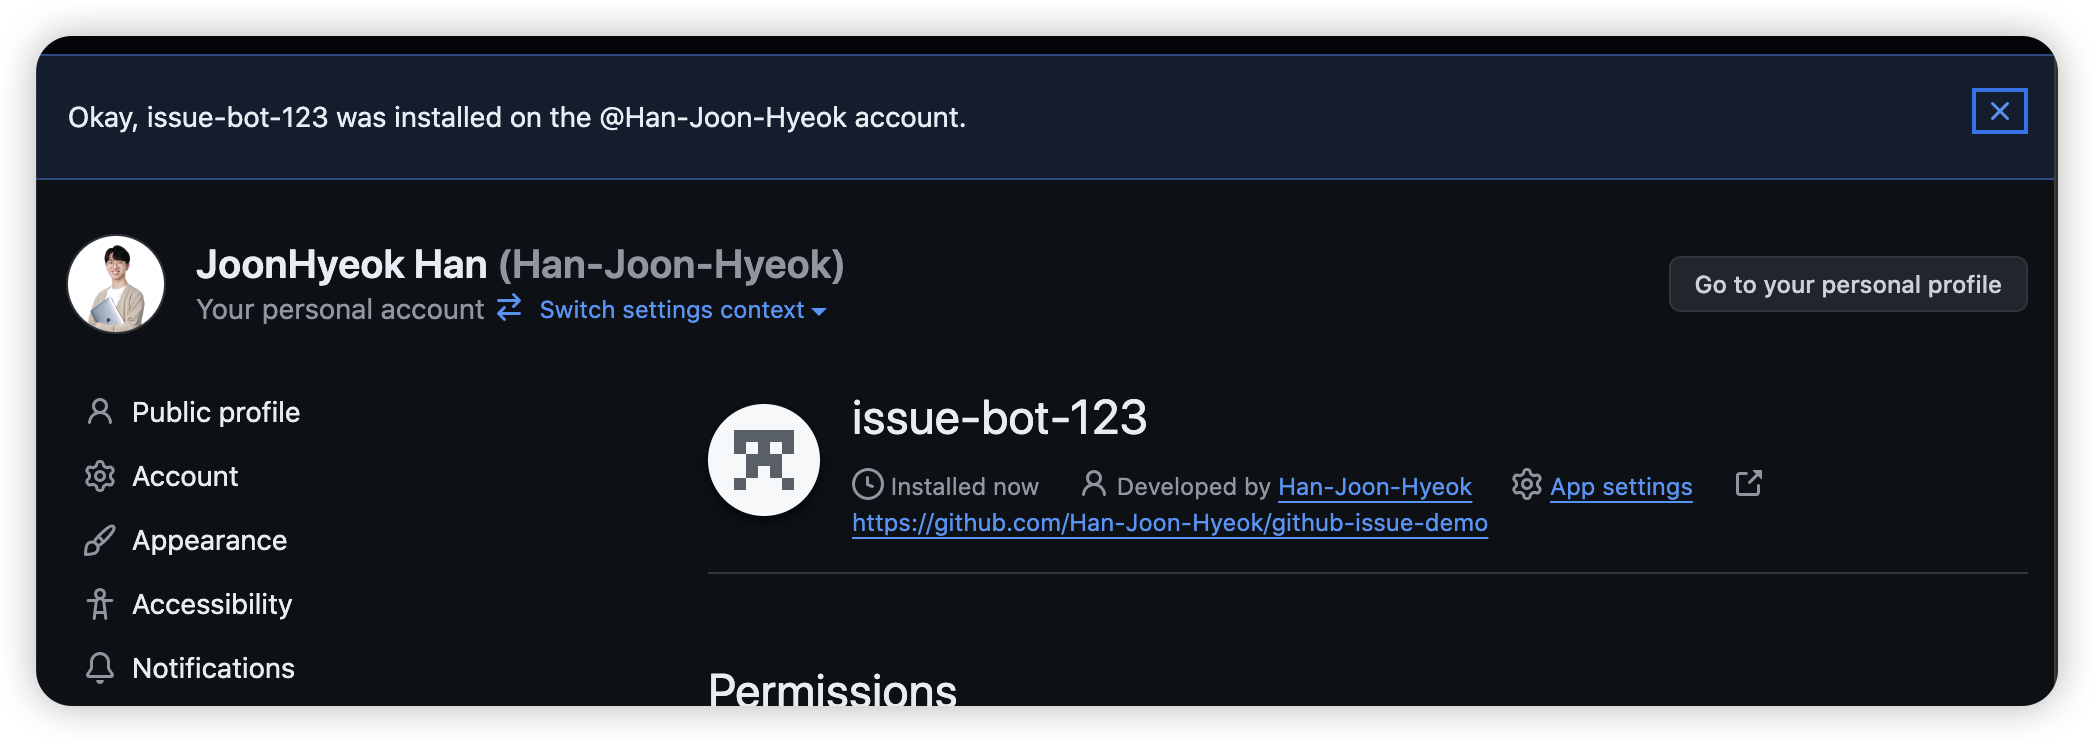 Okay, issue-bot-123 was installed on the @Han-Joon-Hyeok account.
JoonHyeok Han (Han-Joon-Hyeok)
Your personal account Switch settings context
Go to your personal profile
Public profile
Account
Appearance
Accessibility
Notifications
issue-bot-123
Installed now Developed by Han-Joon-Hyeok App settings
https://github.com/Han-Joon-Hyeok/github-issue-demo
Permissions